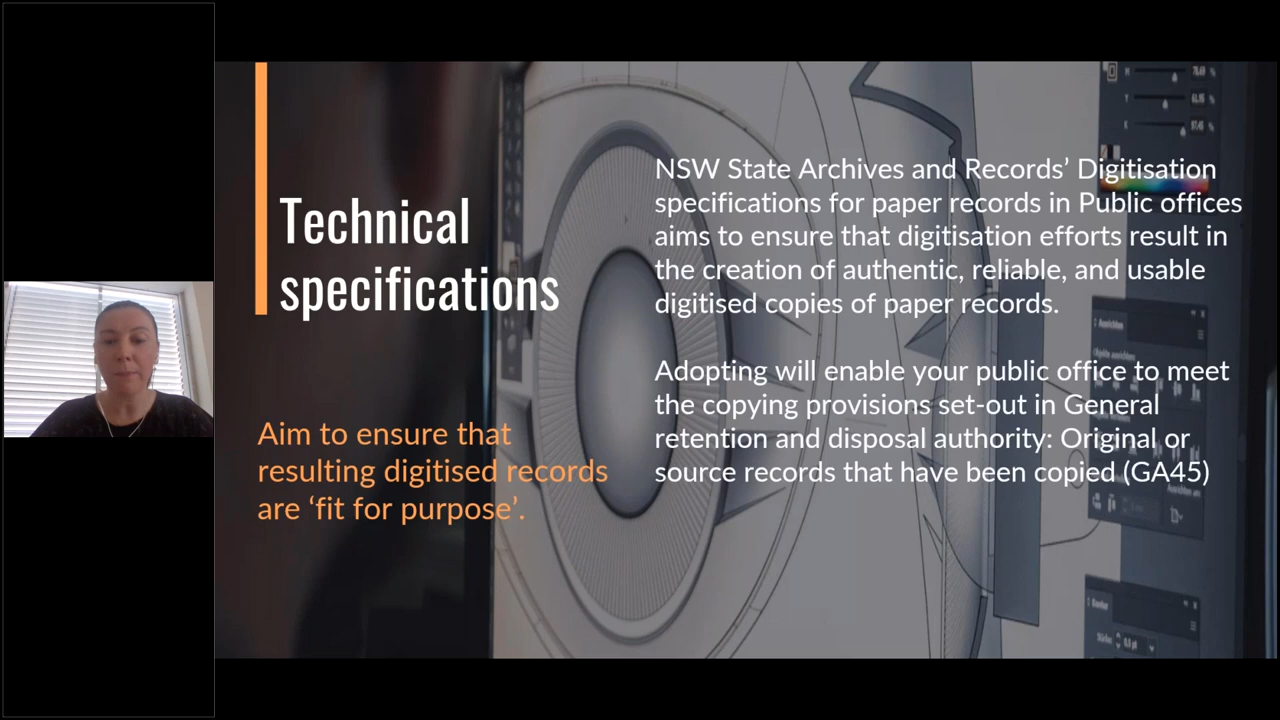 Technical
specifications
Aim to ensure that
resulting digitised records
are ‘fit for purpose’.
NSW State Archives and Records’ Digitisation
specifications for paper records in Public offices
aims to ensure that digitisation efforts result in
the creation of authentic, reliable, and usable
digitised copies of paper records.
Adopting will enable your public office to meet
the copying provisions set-out in General
retention and disposal authority: Original or
source records that have been copied (GA45)